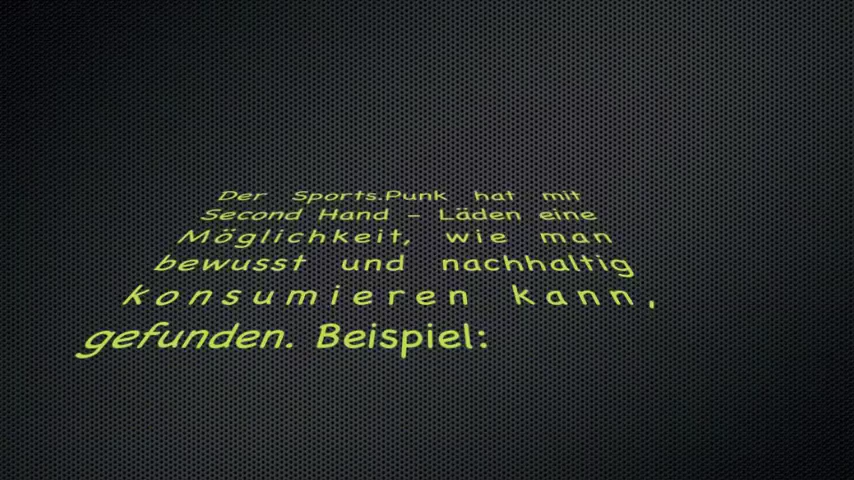 Der Sports.Punk hat mit
Second Hand - Läden eine
Möglichkeit, wie man
bewusst und nachhaltig
konsumieren kann,
gefunden. Beispiel: